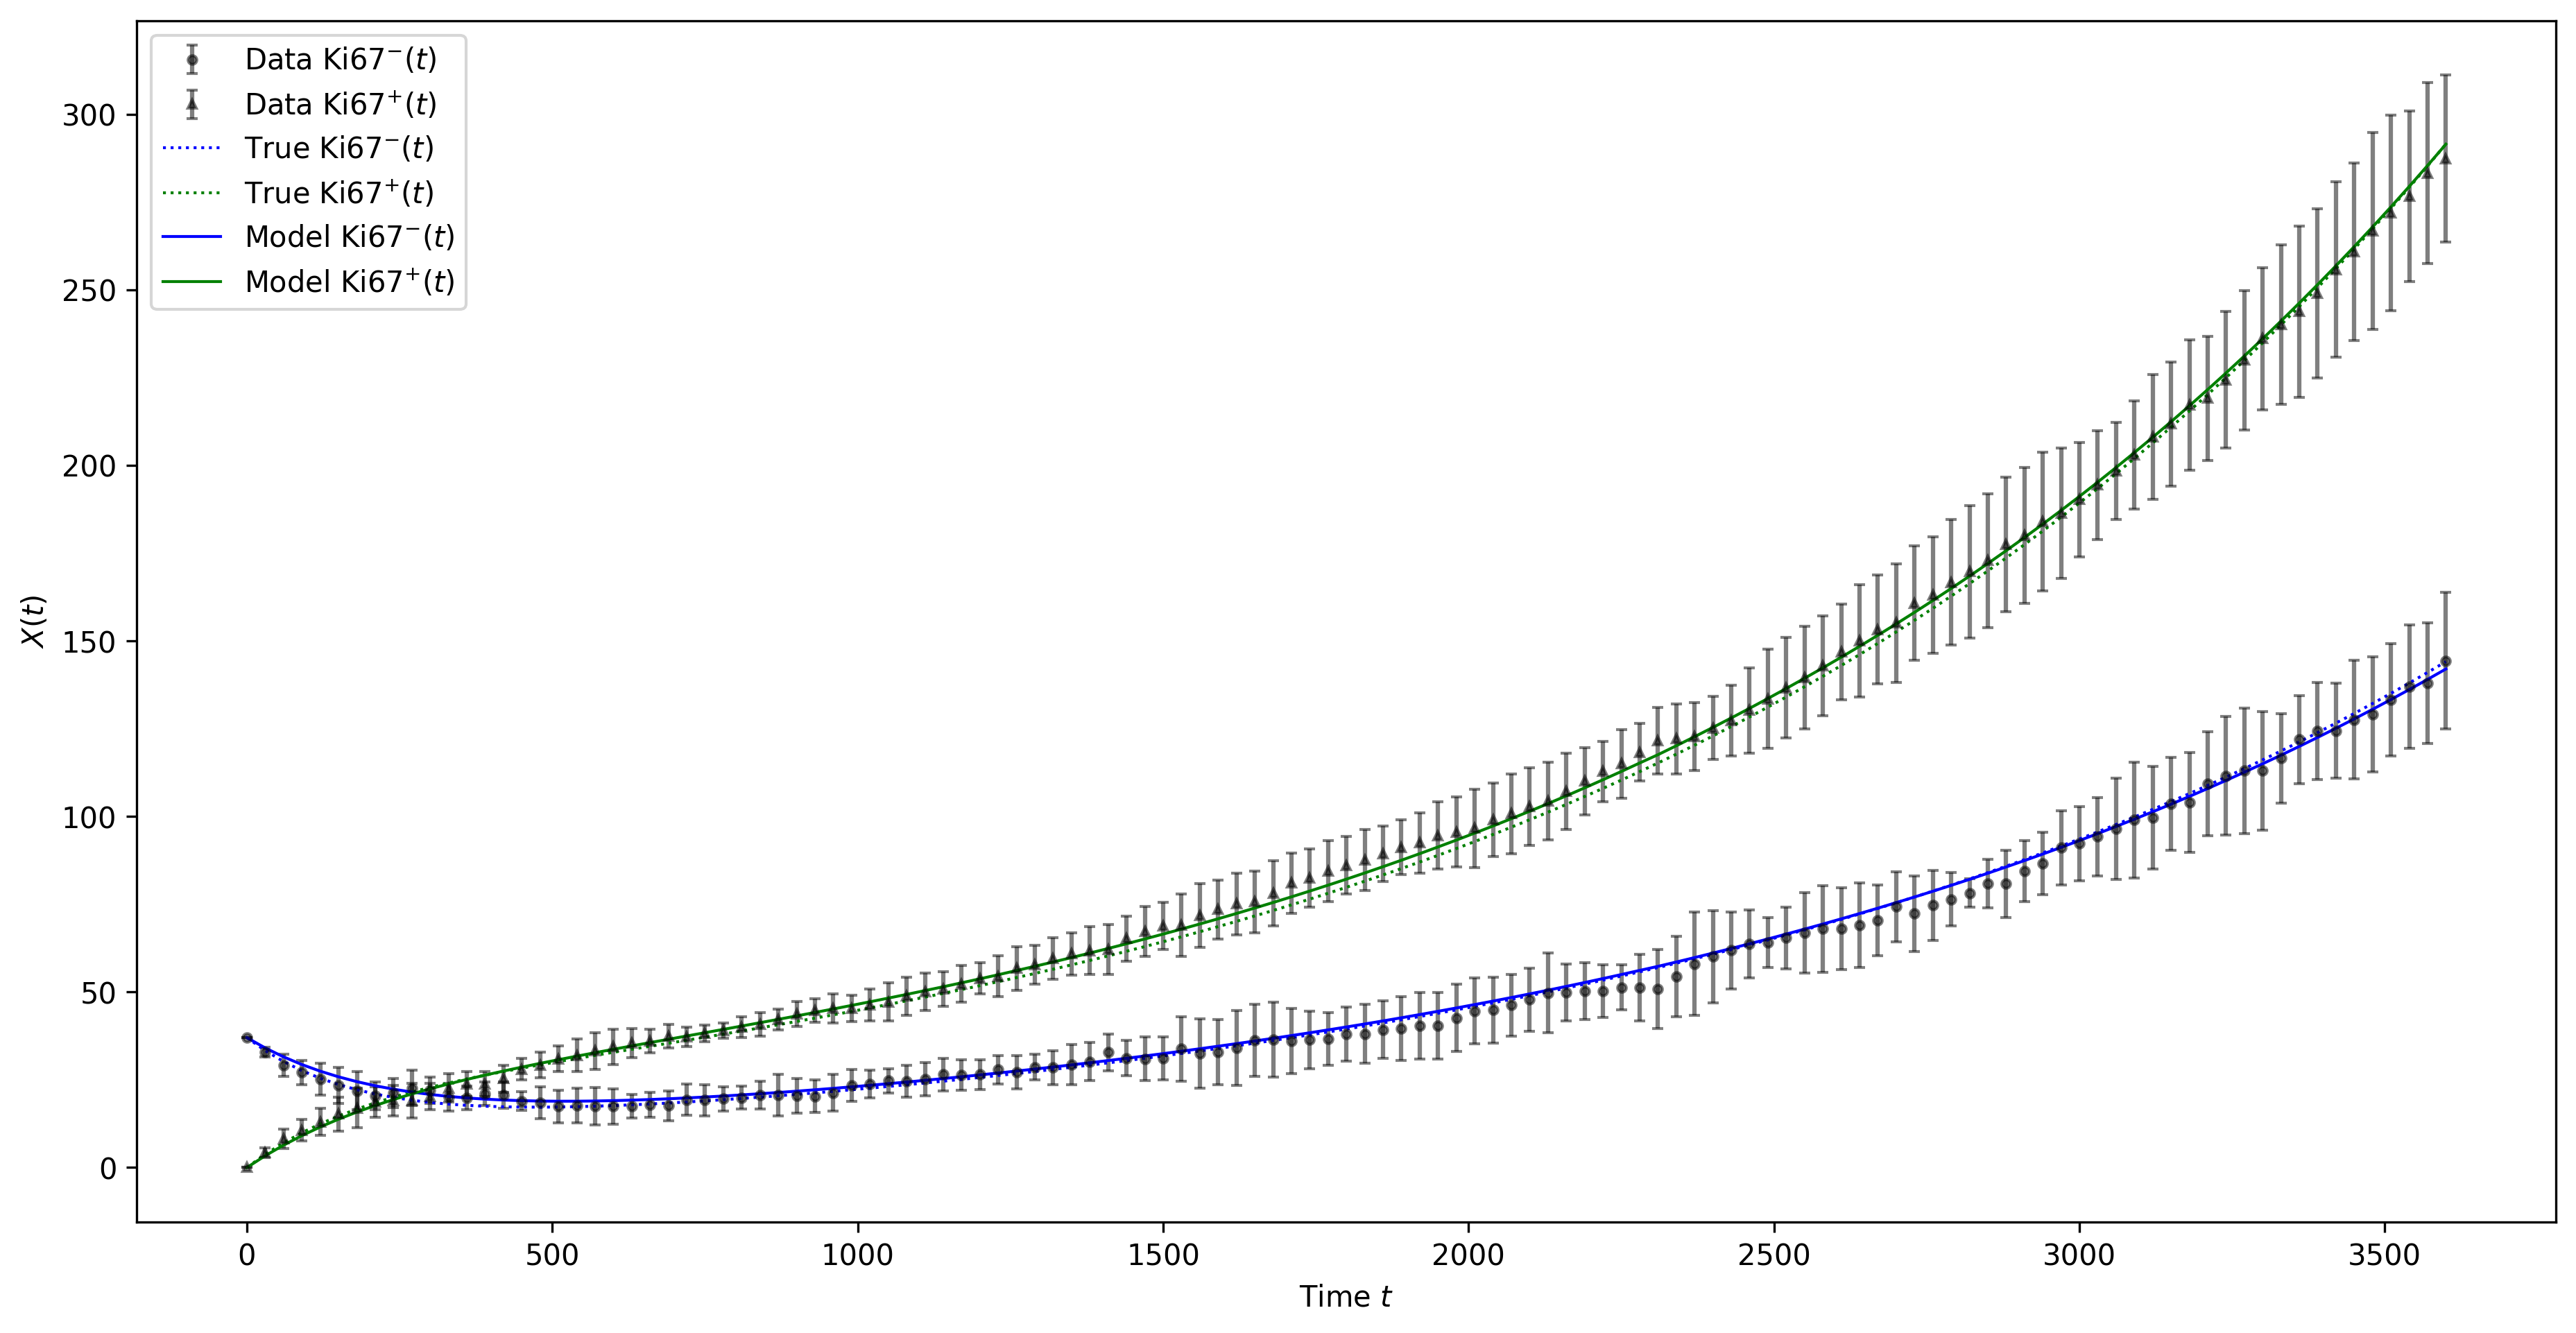 Data Ki67⁻(t)
Data Ki67⁺(t)
True Ki67⁻(t)
True Ki67⁺(t)
Model Ki67⁻(t)
Model Ki67⁺(t)
300
250
200
150
100
50
0
X(t)
0 500 1000 1500 2000 2500 3000 3500
Time t